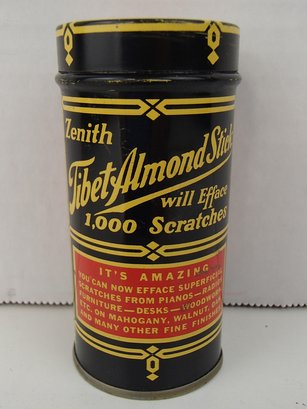 Zenith
Tibet Almond Stick
will Efface
1,000 Scratches
IT'S AMAZING
YOU CAN NOW EFFACE SUPERFICIAL
SCRATCHES FROM PIANOS—RADIOS
FURNITURE—DESKS—WOODWORK
ETC. ON MAHOGANY, WALNUT, OAK
AND MANY OTHER FINE FINISHES